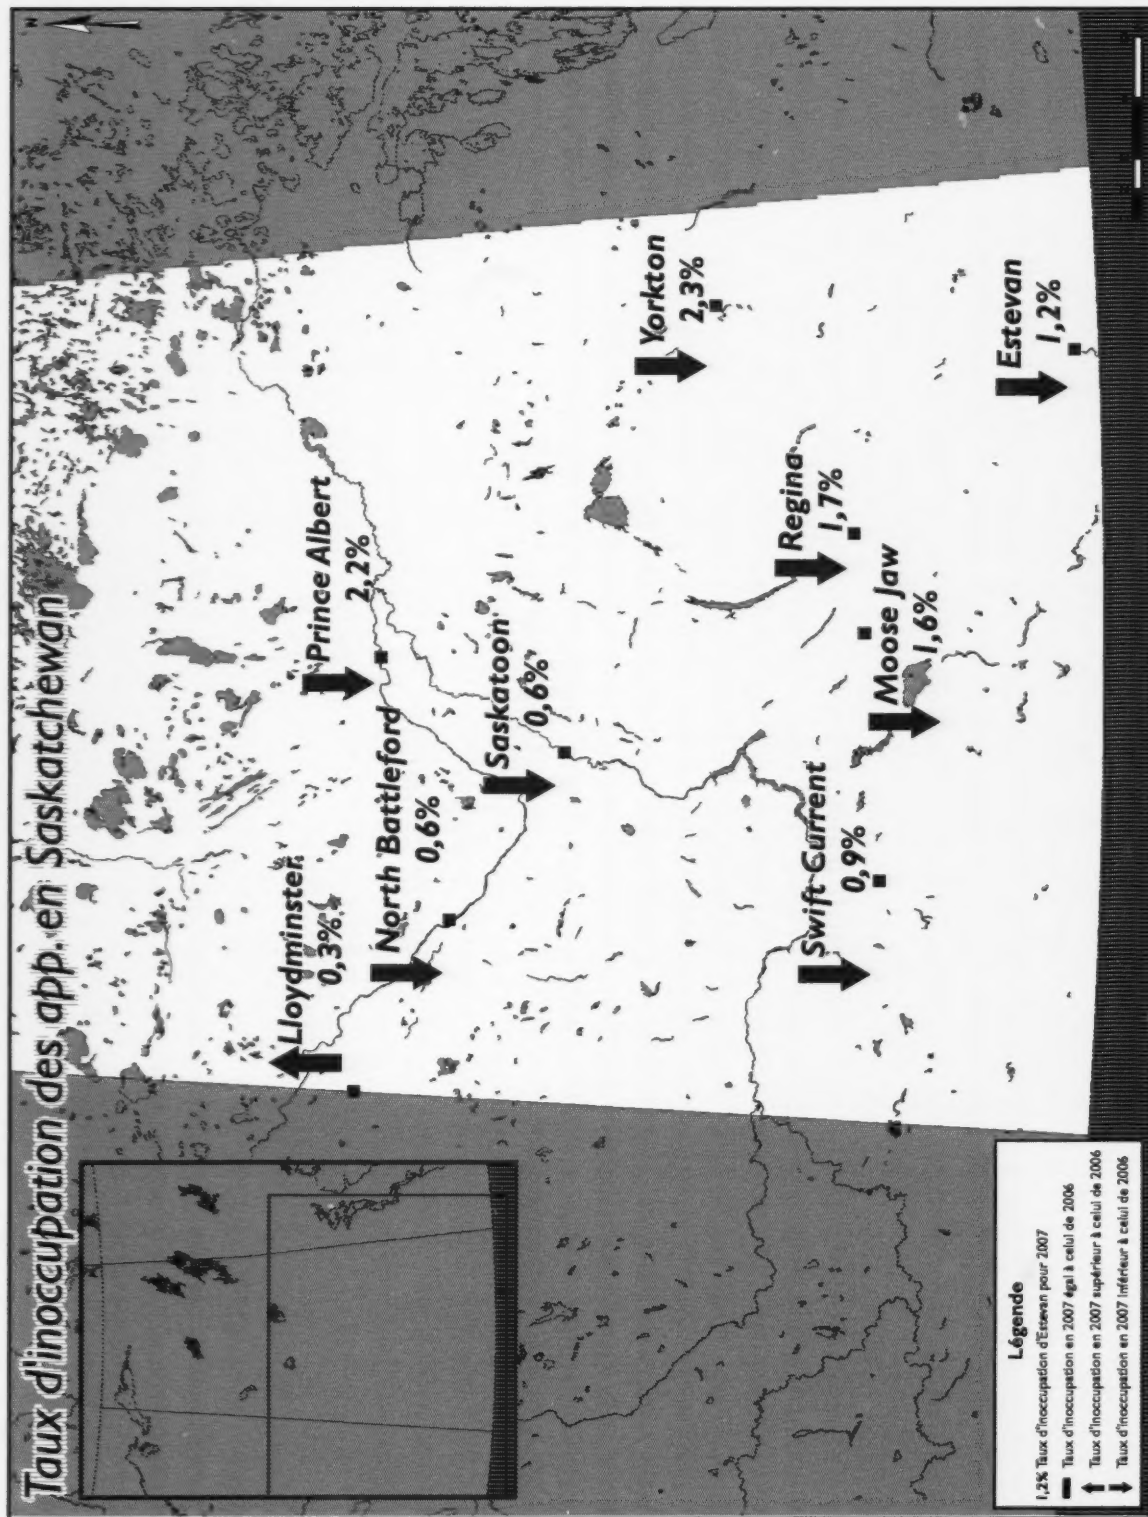 Taux d'inoccupation des app. en Saskatchewan
N
Lloydminster
0,3%
Prince Albert
2,2%
North Battleford
0,6%
Saskatoon
0,6%
Yorkton
2,3%
Regina
1,7%
Swift Current
0,9%
Moose Jaw
1,6%
Estevan
1,2%
Légende
1,2% Taux d'inoccupation d'Estevan pour 2007
Taux d'inoccupation en 2007 égal à celui de 2006
Taux d'inoccupation en 2007 supérieur à celui de 2006
Taux d'inoccupation en 2007 inférieur à celui de 2006